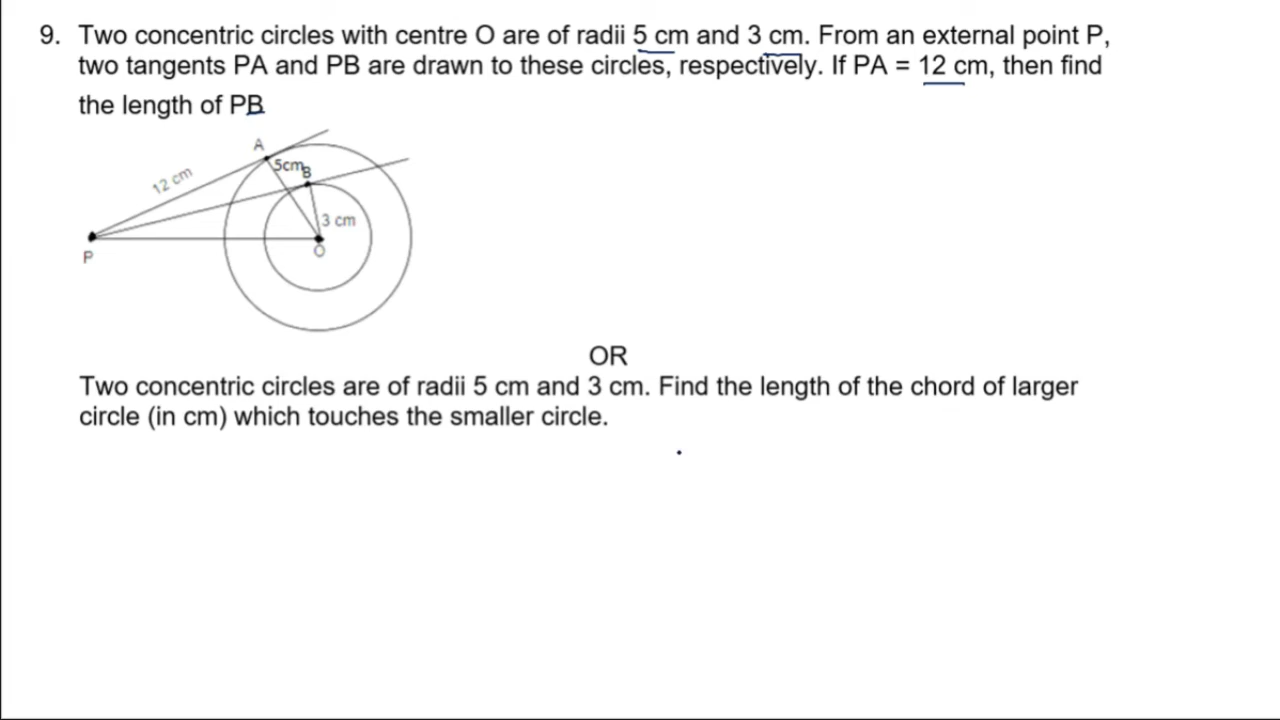 9. Two concentric circles with centre O are of radii 5 cm and 3 cm. From an external point P,
two tangents PA and PB are drawn to these circles, respectively. If PA = 12 cm, then find
the length of PB
A
5cm
B
12 cm
3 cm
O
P
OR
Two concentric circles are of radii 5 cm and 3 cm. Find the length of the chord of larger
circle (in cm) which touches the smaller circle.